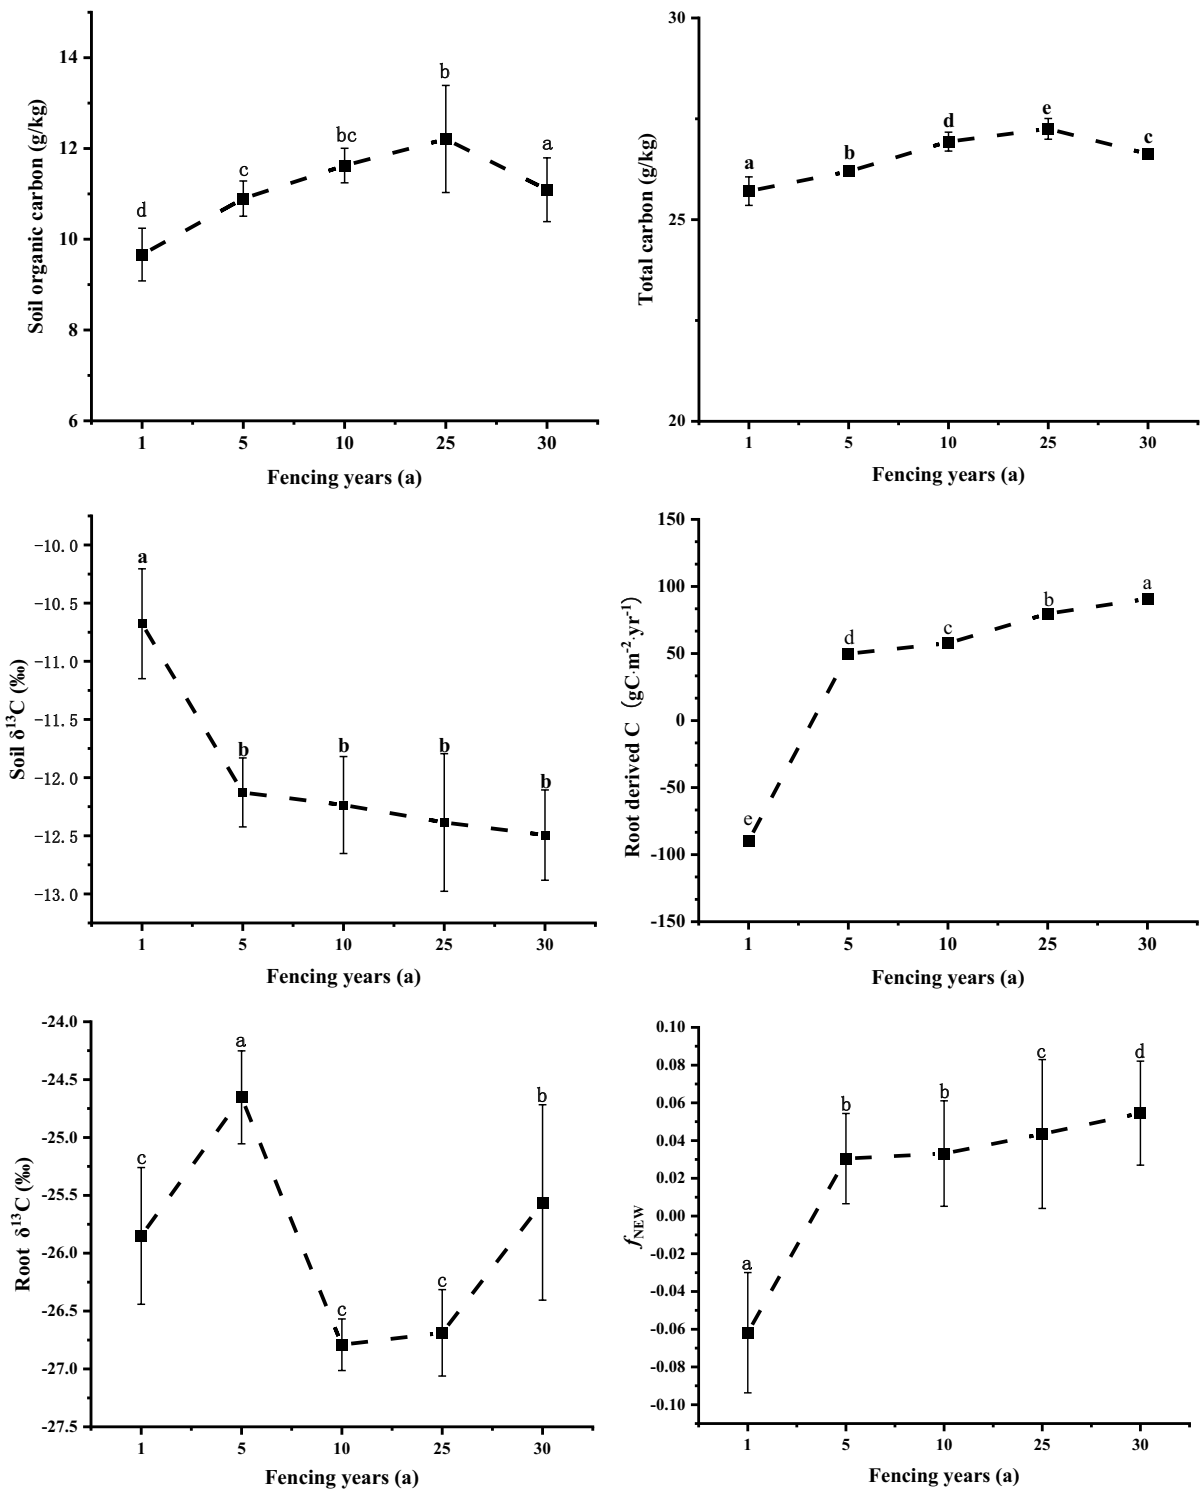 14
12
10
8
6
Soil organic carbon (g/kg)
d
c
bc
b
a
1 5 10 25 30
Fencing years (a)
30
25
20
Total carbon (g/kg)
a
b
d
e
c
1 5 10 25 30
Fencing years (a)
−10.0
−10.5
−11.0
−11.5
−12.0
−12.5
−13.0
Soil δ¹³C (‰)
a
b
b
b
b
1 5 10 25 30
Fencing years (a)
150
100
50
0
-50
-100
-150
Root derived C (gC·m⁻²·yr⁻¹)
e
d
c
b
a
1 5 10 25 30
Fencing years (a)
-24.0
-24.5
-25.0
-25.5
-26.0
-26.5
-27.0
-27.5
Root δ¹³C (‰)
c
a
c
c
b
1 5 10 25 30
Fencing years (a)
0.10
0.08
0.06
0.04
0.02
0.00
-0.02
-0.04
-0.06
-0.08
-0.10
fNEW
a
b
b
c
d
1 5 10 25 30
Fencing years (a)